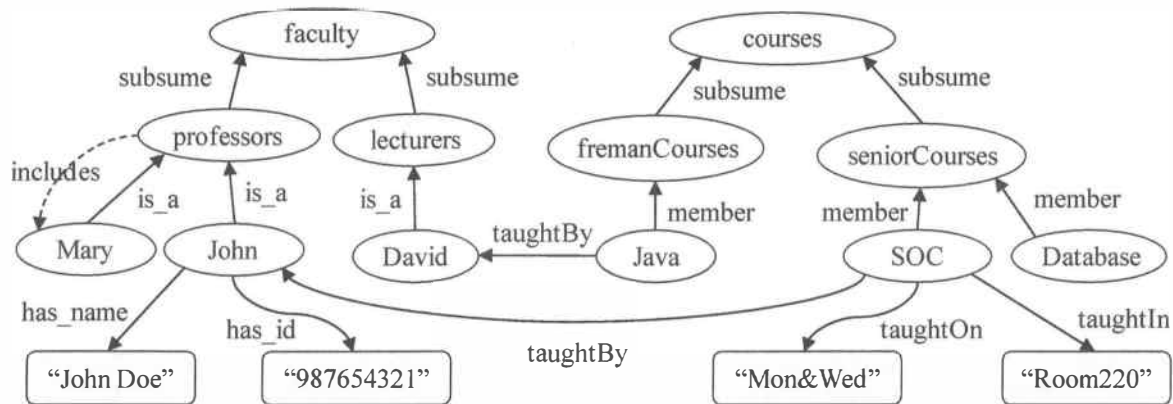 faculty
courses
subsume
subsume
subsume
subsume
professors
lecturers
fremanCourses
seniorCourses
includes
is_a
is_a
is_a
member
member
member
Mary
John
David
taughtBy
Java
SOC
Database
has_name
has_id
taughtBy
taughtOn
taughtIn
“John Doe”
“987654321”
“Mon&Wed”
“Room220”